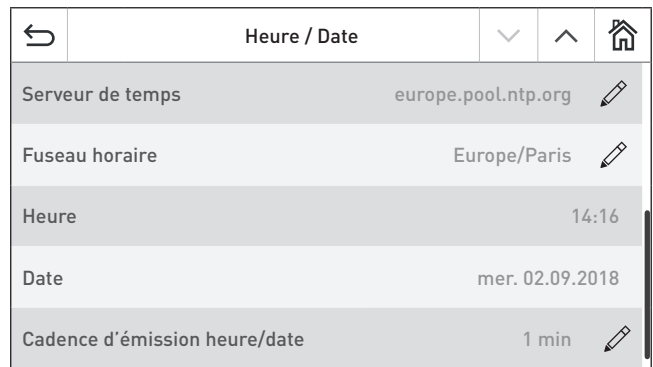 Heure / Date
Serveur de temps europe.pool.ntp.org
Fuseau horaire Europe/Paris
Heure 14:16
Date mer. 02.09.2018
Cadence d'émission heure/date 1 min